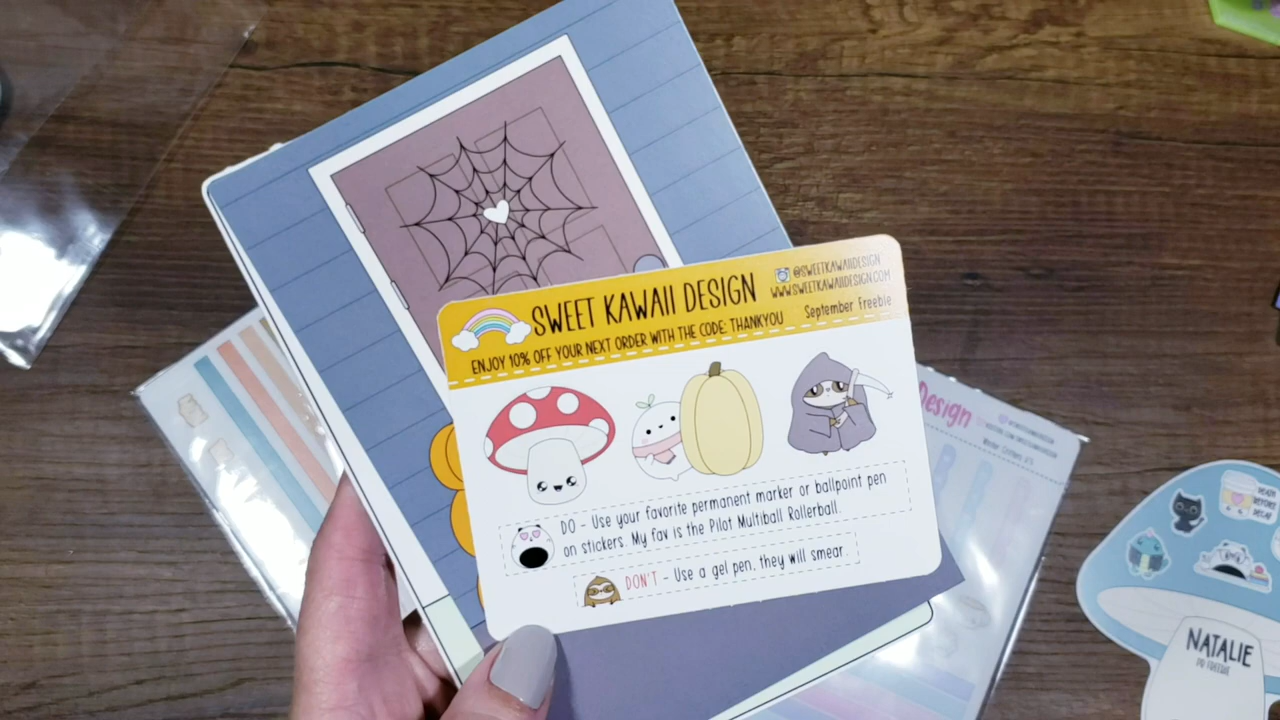 SWEET KAWAII DESIGN
@SWEETKAWAIIDESIGN
WWW.SWEETKAWAIIDESIGN.COM
ENJOY 10% OFF YOUR NEXT ORDER WITH THE CODE: THANKYOU
September Freebie
DO - Use your favorite permanent marker or ballpoint pen
on stickers. My fav is the Pilot Multiball Rollerball.
DON'T - Use a gel pen, they will smear.
Design
NATALIE
PR FREEBIE